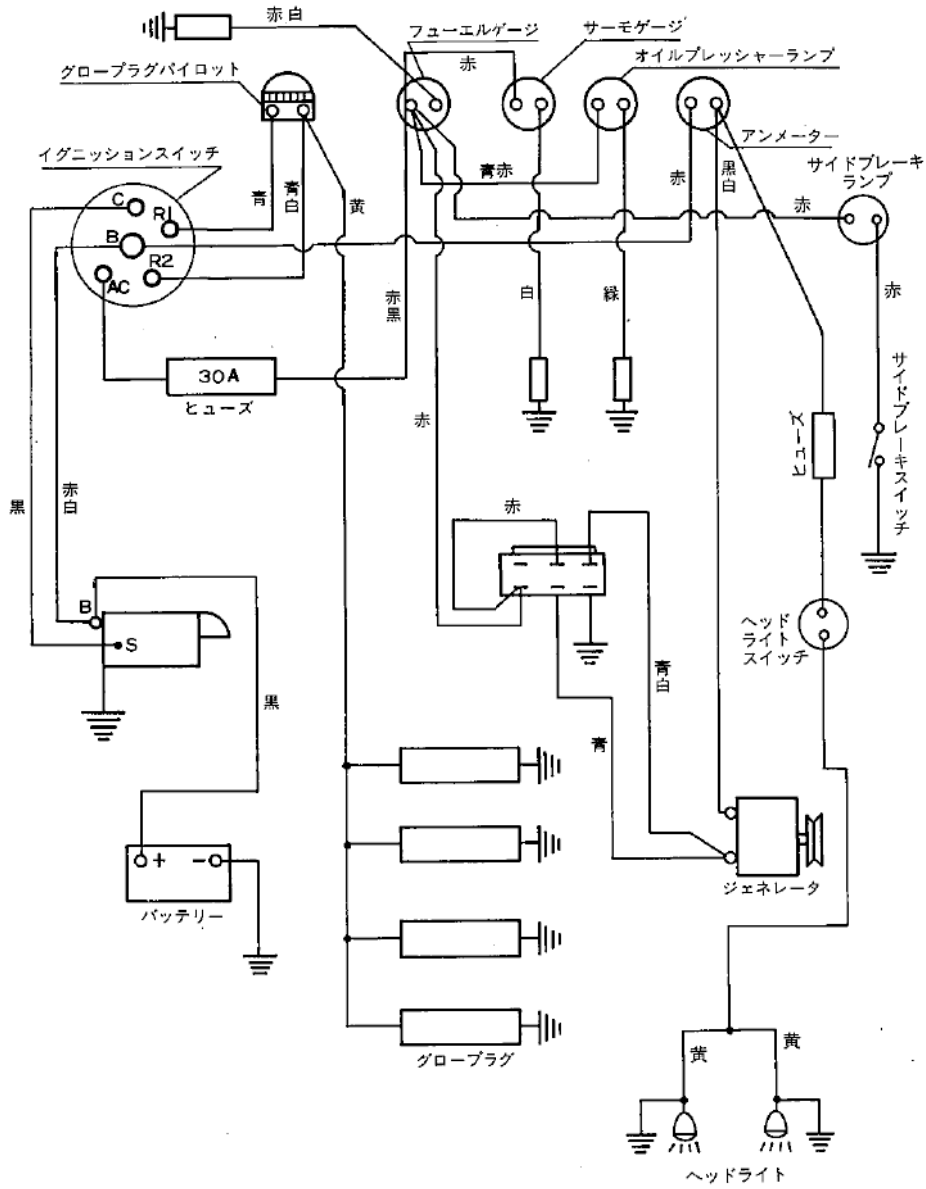 赤白
フューエルゲージ
サーモゲージ
オイルプレッシャーランプ
赤
グロープラグパイロット
アンメーター
イグニッションスイッチ
サイドブレーキ
ランプ
青赤
黒白
赤
青
青白
黄
赤
C
R1
B
R2
AC
赤
白
緑
赤黒
30A
ヒューズ
サイドブレーキスイッチ
ヒューズ
赤
黒
赤白
赤
B
S
ヘッド
ライト
スイッチ
青白
黒
青
+ -
バッテリー
ジェネレータ
グロープラグ
黄
黄
ヘッドライト